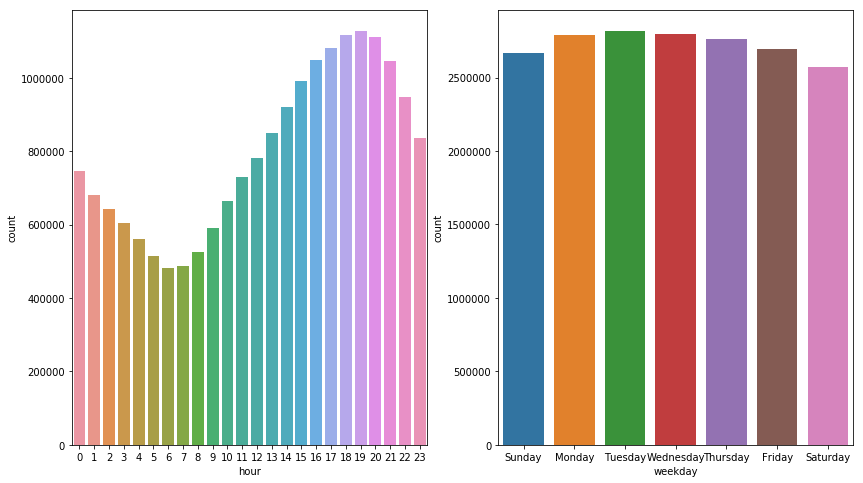 1000000
800000
600000
400000
200000
0
count
0 1 2 3 4 5 6 7 8 9 10 11 12 13 14 15 16 17 18 19 20 21 22 23
hour
2500000
2000000
1500000
1000000
500000
0
count
Sunday Monday Tuesday Wednesday Thursday Friday Saturday
weekday